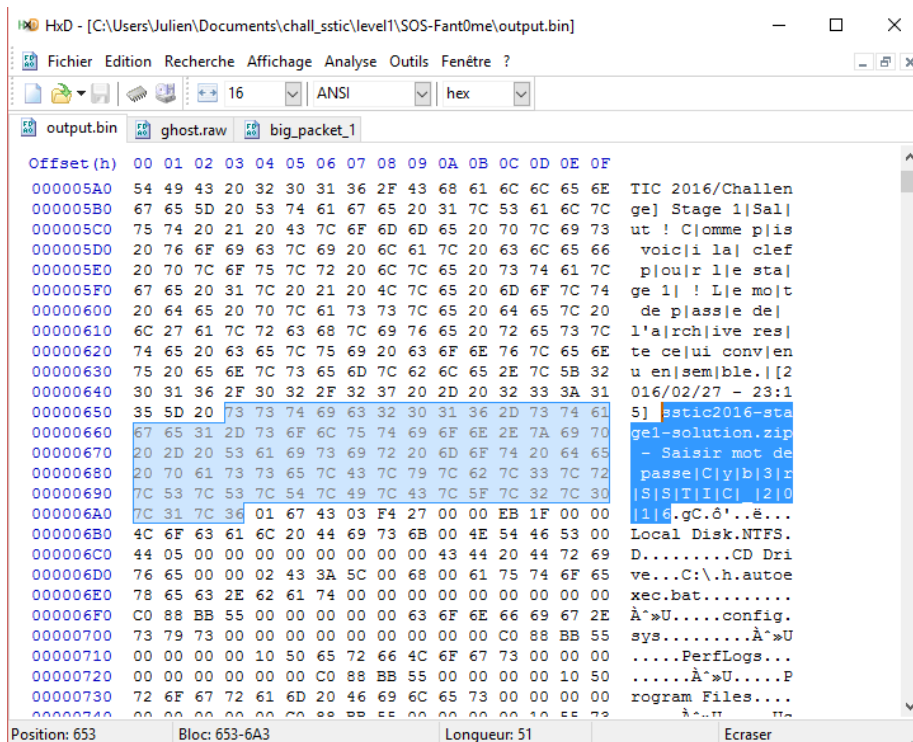 HxD - [C:\Users\Julien\Documents\chall_sstic\level1\SOS-Fant0me\output.bin]
Fichier Edition Recherche Affichage Analyse Outils Fenêtre ?
16 ANSI hex
output.bin ghost.raw big_packet_1
Offset(h) 00 01 02 03 04 05 06 07 08 09 0A 0B 0C 0D 0E 0F
000005A0 54 49 43 20 32 30 31 36 2F 43 68 61 6C 6C 65 6E TIC 2016/Challen
000005B0 67 65 5D 20 53 74 61 67 65 20 31 7C 53 61 6C 7C ge] Stage 1|Sal|
000005C0 75 74 20 21 20 43 7C 6F 6D 6D 65 20 70 7C 69 73 ut ! C|omme p|is
000005D0 20 76 6F 69 63 7C 69 20 6C 61 7C 20 63 6C 65 66 voic|i la| clef
000005E0 20 70 7C 6F 75 7C 72 20 6C 7C 65 20 73 74 61 7C p|ou|r l|e sta|
000005F0 67 65 20 31 7C 20 21 20 4C 7C 65 20 6D 6F 7C 74 ge 1| ! L|e mo|t
00000600 20 64 65 20 70 7C 61 73 73 7C 65 20 64 65 7C 20 de p|ass|e de|
00000610 6C 27 61 7C 72 63 68 7C 69 76 65 20 72 65 73 7C l'a|rch|ive res|
00000620 74 65 20 63 65 7C 75 69 20 63 6F 6E 76 7C 65 6E te ce|ui conv|en
00000630 75 20 65 6E 7C 73 65 6D 7C 62 6C 65 2E 7C 5B 32 u en|sem|ble.|[2
00000640 30 31 36 2F 30 32 2F 32 37 20 2D 20 32 33 3A 31 016/02/27 - 23:1
00000650 35 5D 20 73 73 74 69 63 32 30 31 36 2D 73 74 61 5] sstic2016-sta
00000660 67 65 31 2D 73 6F 6C 75 74 69 6F 6E 2E 7A 69 70 ge1-solution.zip
00000670 20 2D 20 53 61 69 73 69 72 20 6D 6F 74 20 64 65 - Saisir mot de
00000680 20 70 61 73 73 65 7C 43 7C 79 7C 62 7C 33 7C 72 passe|C|y|b|3|r
00000690 7C 53 7C 53 7C 54 7C 49 7C 43 7C 5F 7C 32 7C 30 |S|S|T|I|C|_|2|0
000006A0 7C 31 7C 36 01 67 43 03 F4 27 00 00 EB 1F 00 00 |1|6.gC.ô'..ë...
000006B0 4C 6F 63 61 6C 20 44 69 73 6B 00 4E 54 46 53 00 Local Disk.NTFS.
000006C0 44 05 00 00 00 00 00 00 00 00 43 44 20 44 72 69 D.........CD Dri
000006D0 76 65 00 00 02 43 3A 5C 00 68 00 61 75 74 6F 65 ve...C:\.h.autoe
000006E0 78 65 63 2E 62 61 74 00 00 00 00 00 00 00 00 00 xec.bat.........
000006F0 C0 88 BB 55 00 00 00 00 00 63 6F 6E 66 69 67 2E Àˆ»U.....config.
00000700 73 79 73 00 00 00 00 00 00 00 00 00 C0 88 BB 55 sys.........Àˆ»U
00000710 00 00 00 00 10 50 65 72 66 4C 6F 67 73 00 00 00 .....PerfLogs...
00000720 00 00 00 00 00 00 C0 88 BB 55 00 00 00 00 10 50 ......Àˆ»U.....P
00000730 72 6F 67 72 61 6D 20 46 69 6C 65 73 00 00 00 00 rogram Files....
Position: 653 Bloc: 653-6A3 Longueur: 51 Ecraser